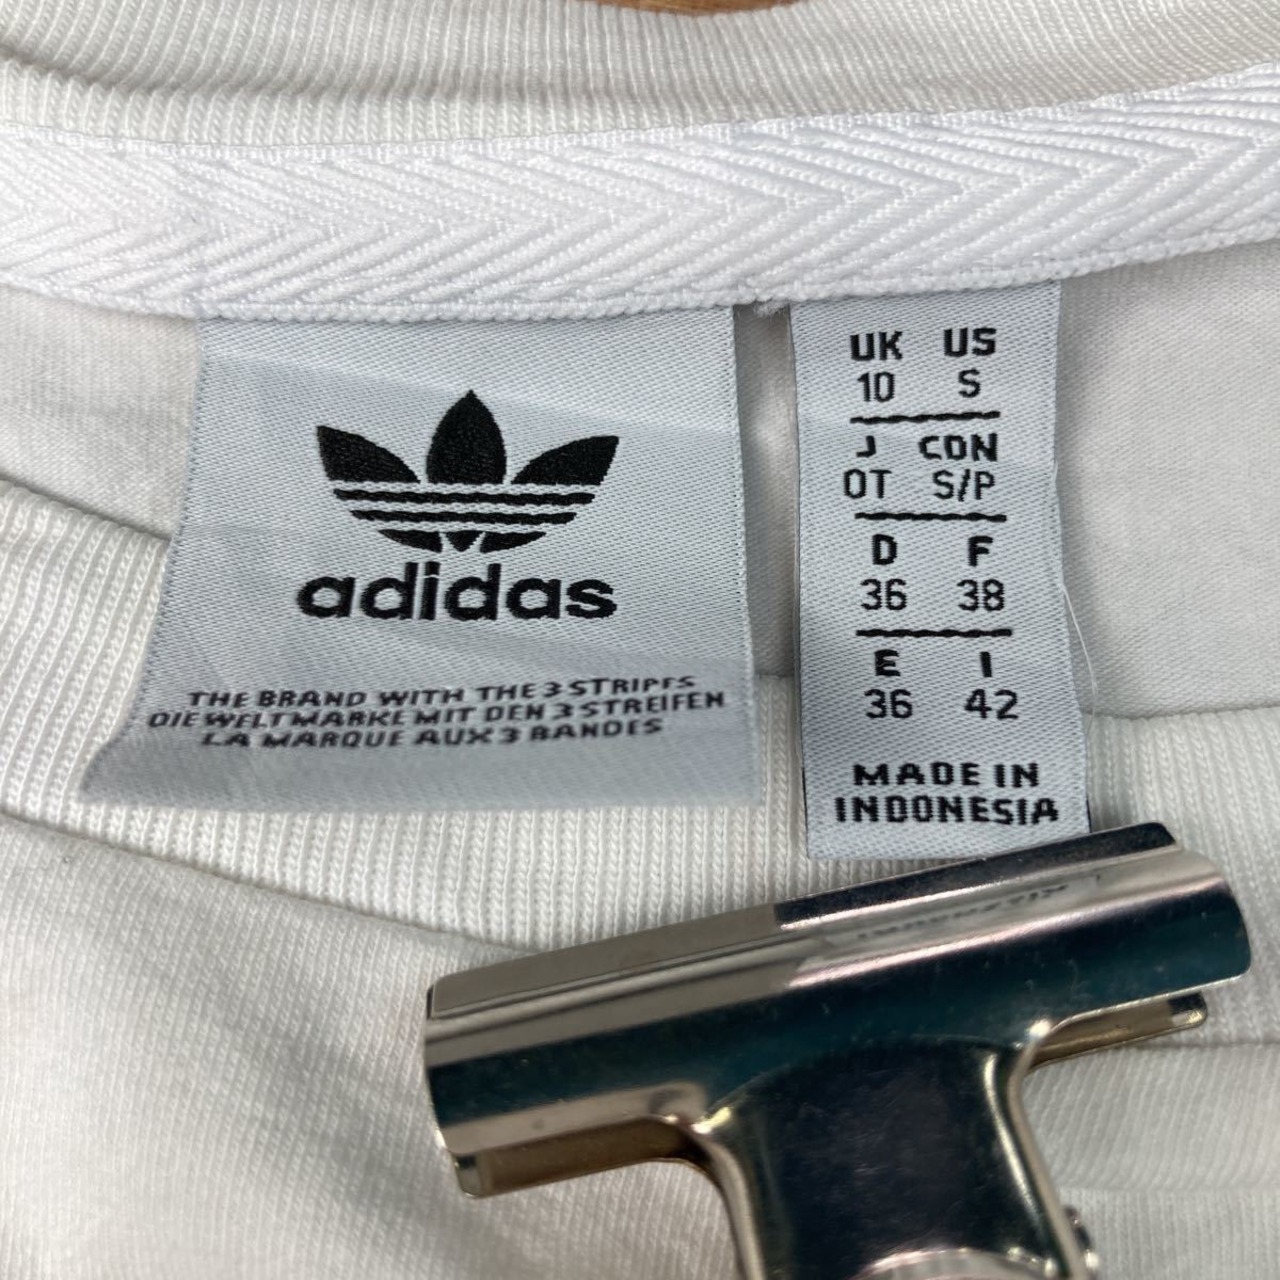 adidas
THE BRAND WITH THE 3 STRIPES
DIE WELTMARKE MIT DEN 3 STREIFEN
LA MARQUE AUX 3 BANDES
UK US
10 S
J CON
OT S/P
D F
36 38
E I
36 42
MADE IN
INDONESIA